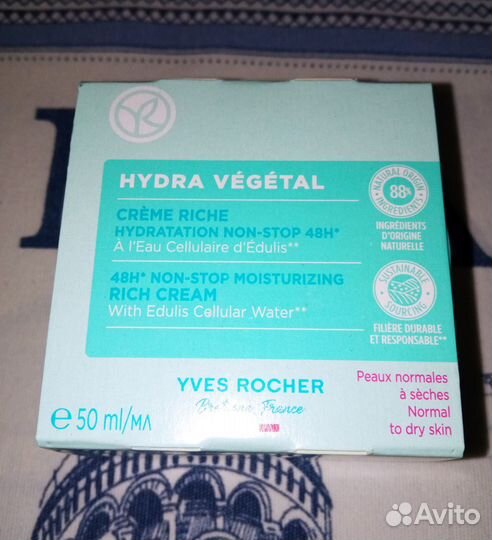 HYDRA VÉGÉTAL
CRÈME RICHE
HYDRATATION NON-STOP 48H*
À l'Eau Cellulaire d'Édulis**
48H* NON-STOP MOISTURIZING
RICH CREAM
With Edulis Cellular Water**
NATURAL ORIGIN
88%
INGREDIENTS
INGRÉDIENTS
D'ORIGINE
NATURELLE
SUSTAINABLE
SOURCING
FILIÈRE DURABLE
ET RESPONSABLE**
YVES ROCHER
France
Peaux normales
à sèches
Normal
to dry skin
e 50 ml/мл
Avito